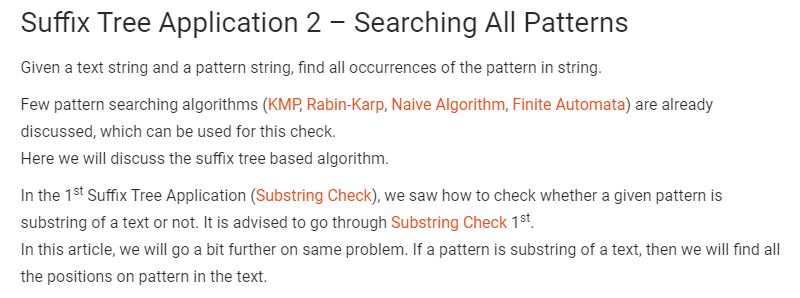 Suffix Tree Application 2 – Searching All Patterns
Given a text string and a pattern string, find all occurrences of the pattern in string.
Few pattern searching algorithms (KMP, Rabin-Karp, Naive Algorithm, Finite Automata) are already
discussed, which can be used for this check.
Here we will discuss the suffix tree based algorithm.
In the 1st Suffix Tree Application (Substring Check), we saw how to check whether a given pattern is
substring of a text or not. It is advised to go through Substring Check 1st.
In this article, we will go a bit further on same problem. If a pattern is substring of a text, then we will find all
the positions on pattern in the text.